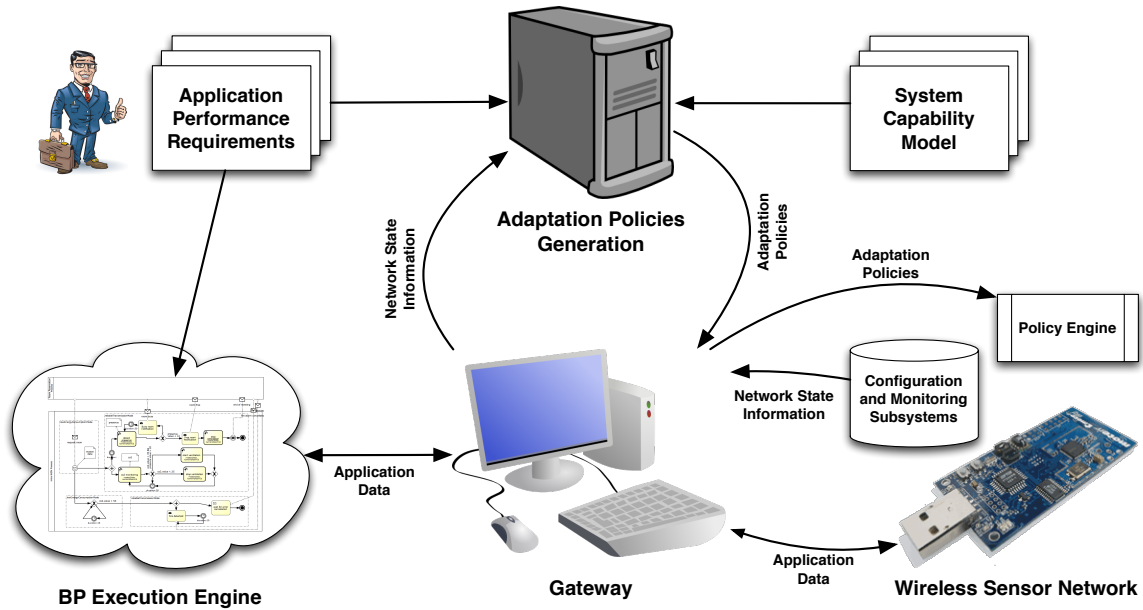 Application
Performance
Requirements
System
Capability
Model
Adaptation Policies
Generation
Network State
Information
Adaptation
Policies
Adaptation
Policies
Policy Engine
Configuration
and Monitoring
Subsystems
Network State
Information
Application
Data
Application
Data
BP Execution Engine
Gateway
Wireless Sensor Network